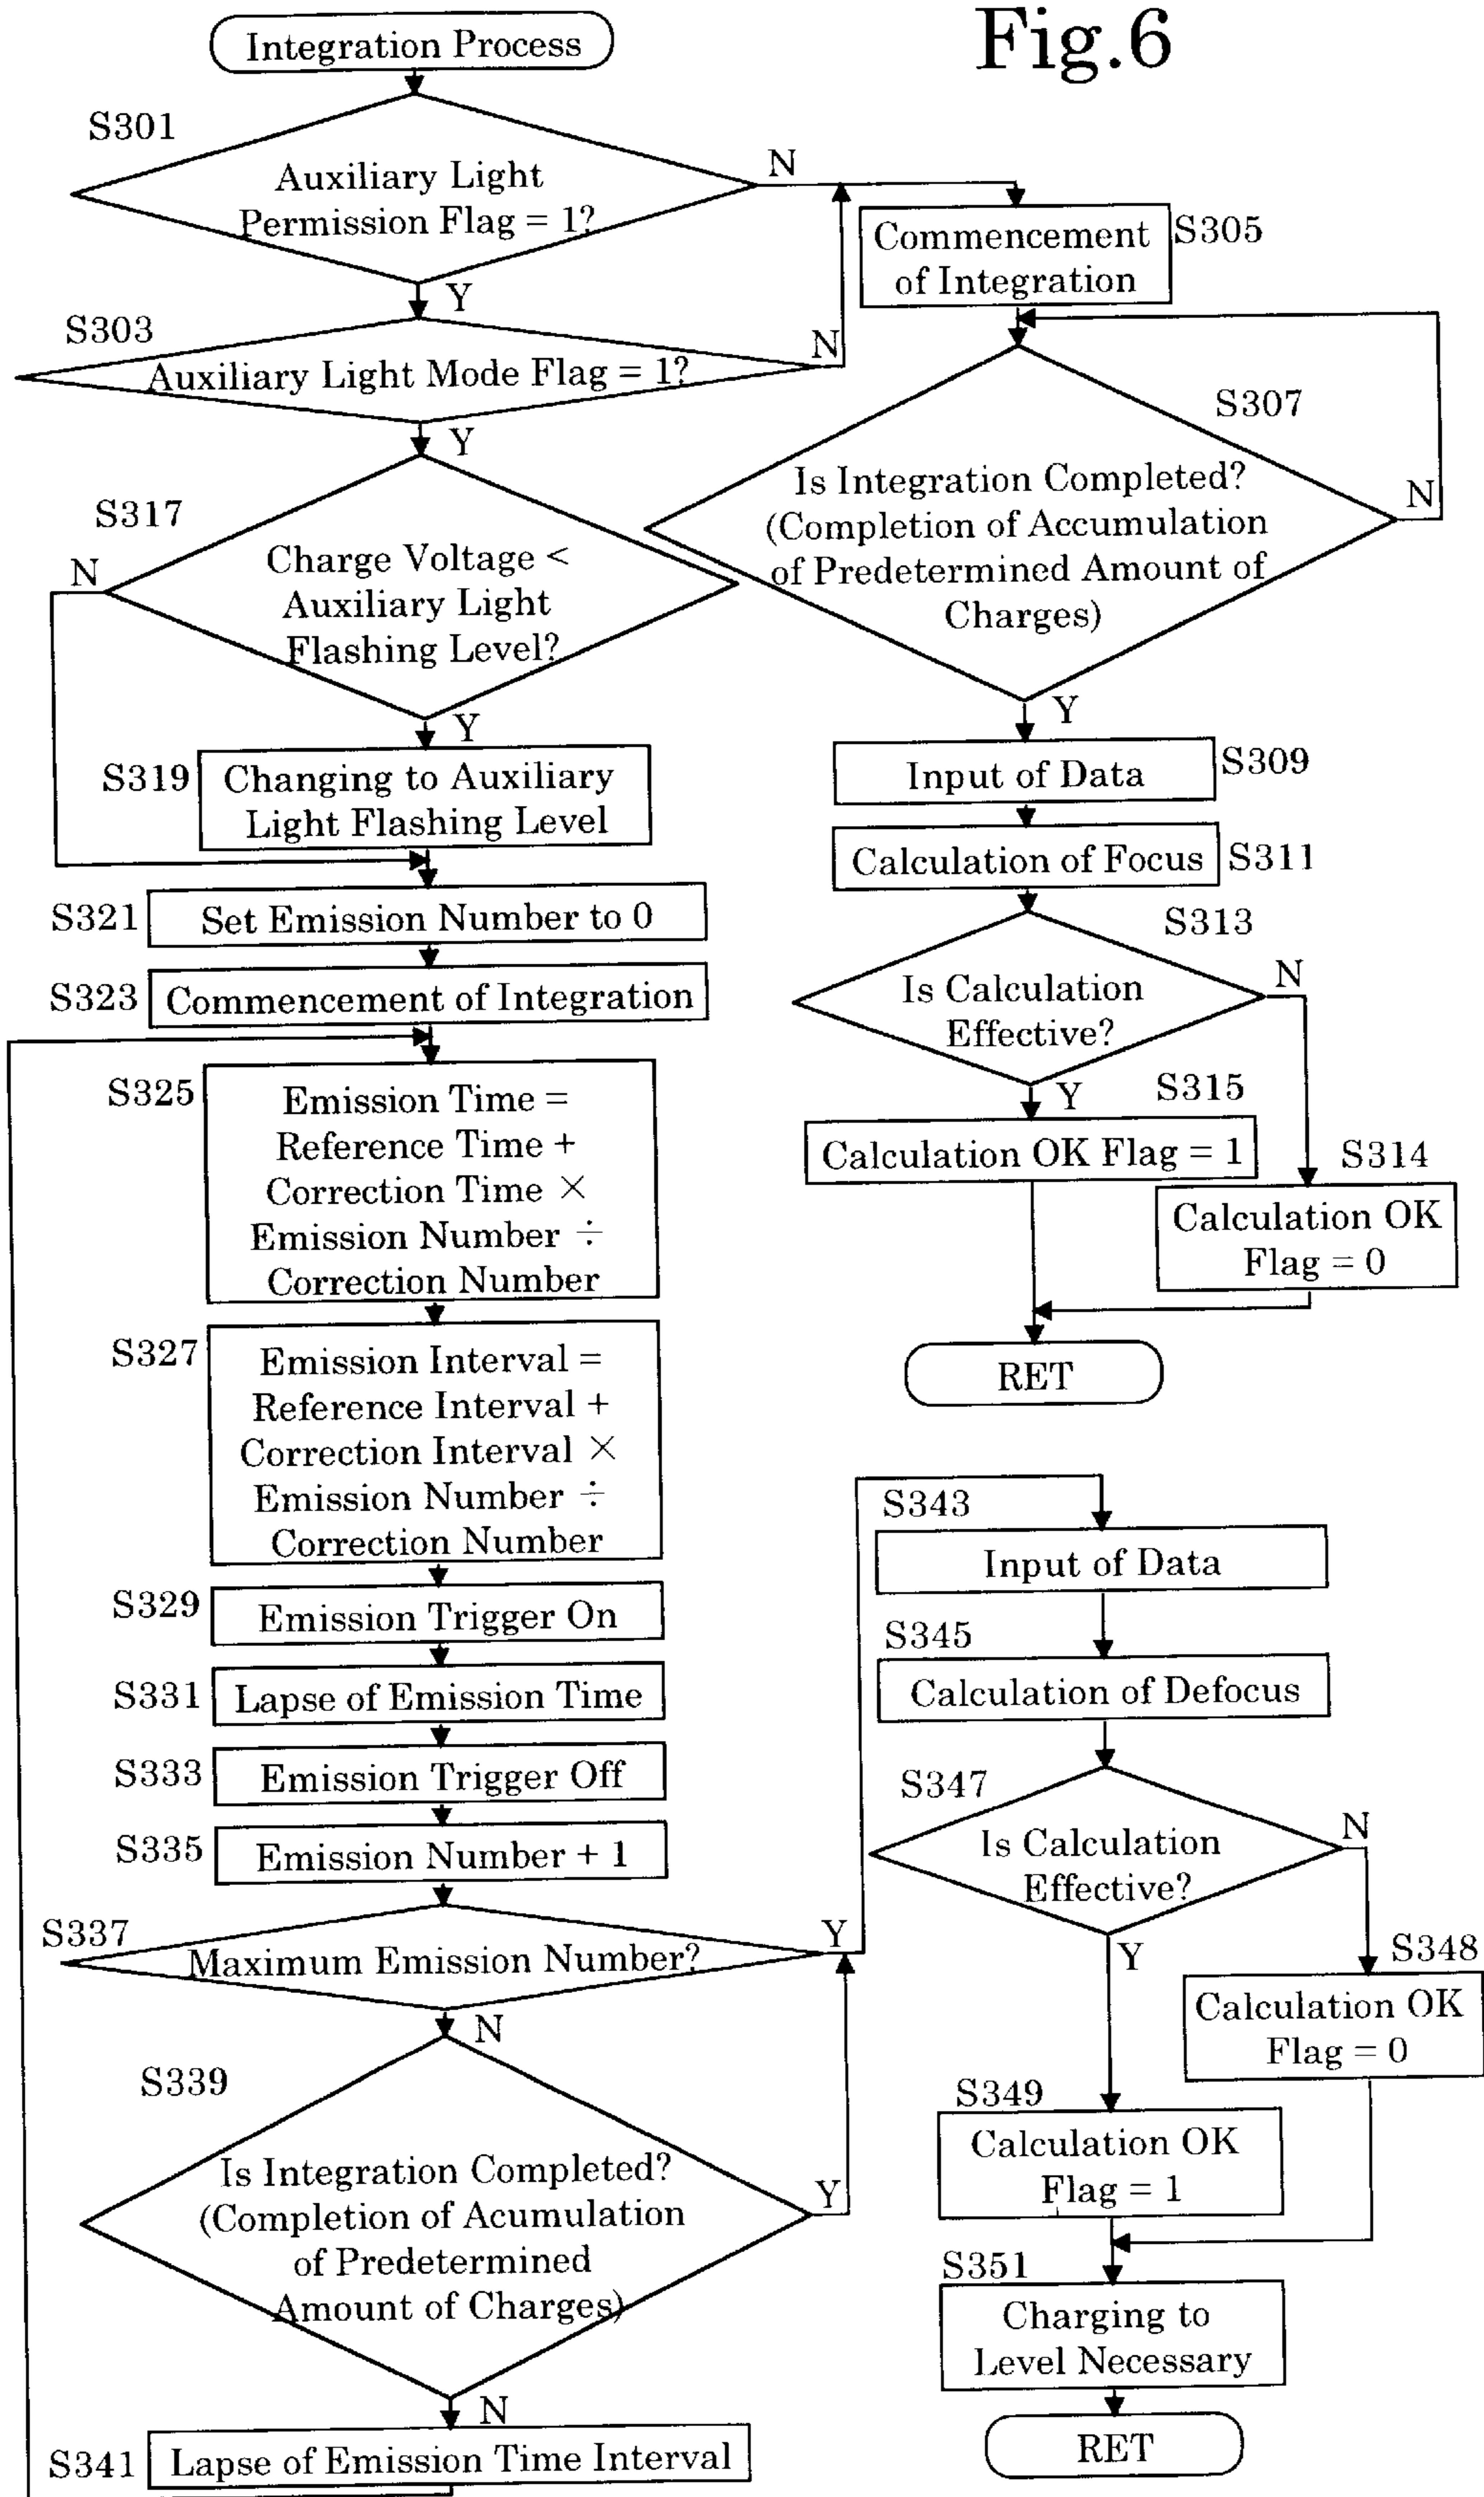 Fig.6
Integration Process
S301
Auxiliary Light
Permission Flag = 1?
N
Y
S303
Auxiliary Light Mode Flag = 1?
N
Y
S317
Charge Voltage <
Auxiliary Light
Flashing Level?
N
Y
S319
Changing to Auxiliary
Light Flashing Level
S321
Set Emission Number to 0
S323
Commencement of Integration
S325
Emission Time =
Reference Time +
Correction Time ×
Emission Number ÷
Correction Number
S327
Emission Interval =
Reference Interval +
Correction Interval ×
Emission Number ÷
Correction Number
S329
Emission Trigger On
S331
Lapse of Emission Time
S333
Emission Trigger Off
S335
Emission Number + 1
S337
Maximum Emission Number?
Y
N
S339
Is Integration Completed?
(Completion of Acumulation
of Predetermined
Amount of Charges)
Y
N
S341
Lapse of Emission Time Interval
Commencement
of Integration
S305
S307
Is Integration Completed?
(Completion of Accumulation
of Predetermined Amount of
Charges)
N
Y
Input of Data
S309
Calculation of Focus
S311
S313
Is Calculation
Effective?
N
Y
S315
Calculation OK Flag = 1
S314
Calculation OK
Flag = 0
RET
S343
Input of Data
S345
Calculation of Defocus
S347
Is Calculation
Effective?
N
Y
S348
Calculation OK
Flag = 0
S349
Calculation OK
Flag = 1
S351
Charging to
Level Necessary
RET